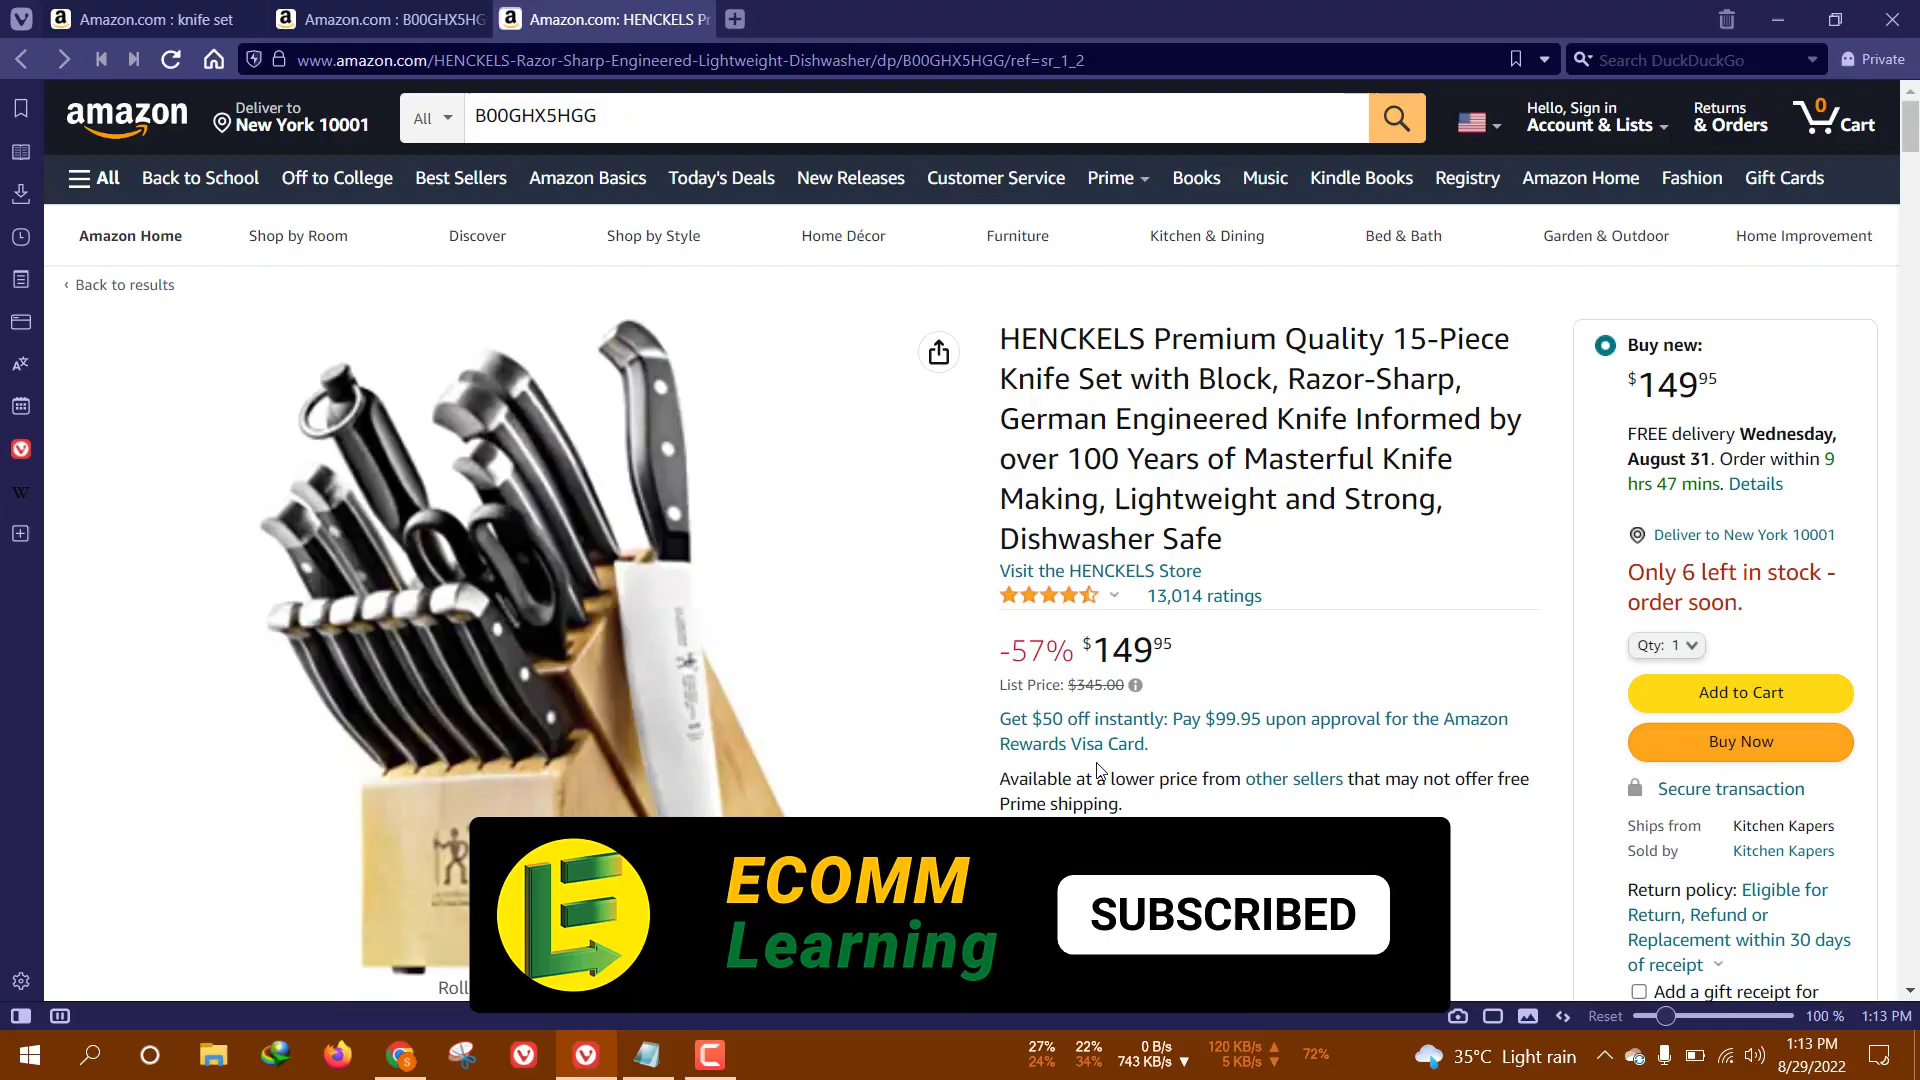 Amazon.com : knife set
Amazon.com : B00GHX5HG
Amazon.com: HENCKELS Pr
www.amazon.com/HENCKELS-Razor-Sharp-Engineered-Lightweight-Dishwasher/dp/B00GHX5HGG/ref=sr_1_2
Search DuckDuckGo
Private
amazon
Deliver to
New York 10001
All
B00GHX5HGG
Hello, Sign in
Account & Lists
Returns
& Orders
0
Cart
All
Back to School
Off to College
Best Sellers
Amazon Basics
Today's Deals
New Releases
Customer Service
Prime
Books
Music
Kindle Books
Registry
Amazon Home
Fashion
Gift Cards
Amazon Home
Shop by Room
Discover
Shop by Style
Home Décor
Furniture
Kitchen & Dining
Bed & Bath
Garden & Outdoor
Home Improvement
‹ Back to results
HENCKELS Premium Quality 15-Piece
Knife Set with Block, Razor-Sharp,
German Engineered Knife Informed by
over 100 Years of Masterful Knife
Making, Lightweight and Strong,
Dishwasher Safe
Visit the HENCKELS Store
13,014 ratings
-57% $149 95
List Price: $345.00
Get $50 off instantly: Pay $99.95 upon approval for the Amazon
Rewards Visa Card.
Available at a lower price from other sellers that may not offer free
Prime shipping.
Roll
Buy new:
$149 95
FREE delivery Wednesday,
August 31. Order within 9
hrs 47 mins. Details
Deliver to New York 10001
Only 6 left in stock -
order soon.
Qty: 1
Add to Cart
Buy Now
Secure transaction
Ships from Kitchen Kapers
Sold by Kitchen Kapers
Return policy: Eligible for
Return, Refund or
Replacement within 30 days
of receipt
Add a gift receipt for
ECOMM
Learning
SUBSCRIBED
Reset
100 %
1:13 PM
27%
24%
22%
34%
0 B/s
743 KB/s
120 KB/s
5 KB/s
72%
35°C Light rain
1:13 PM
8/29/2022